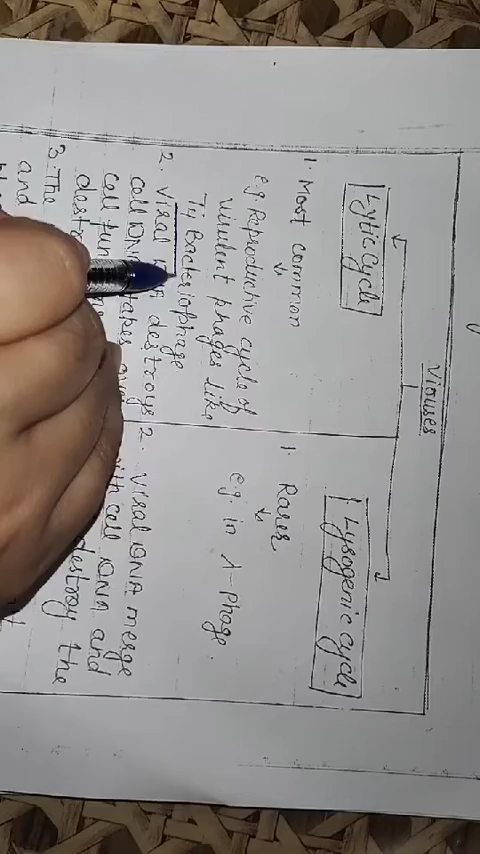 Viruses
Lytic cycle
Lysogenic cycle
1. Most common
e.g Reproductive cycle of
virulent phages like
T4 Bacteriophage
2. Viral destroys
cell DNA takes
cell fun
destr
3. The
and
1. Rarer
e.g in λ-phage.
2. Viral DNA merge
with cell DNA and
destroy the